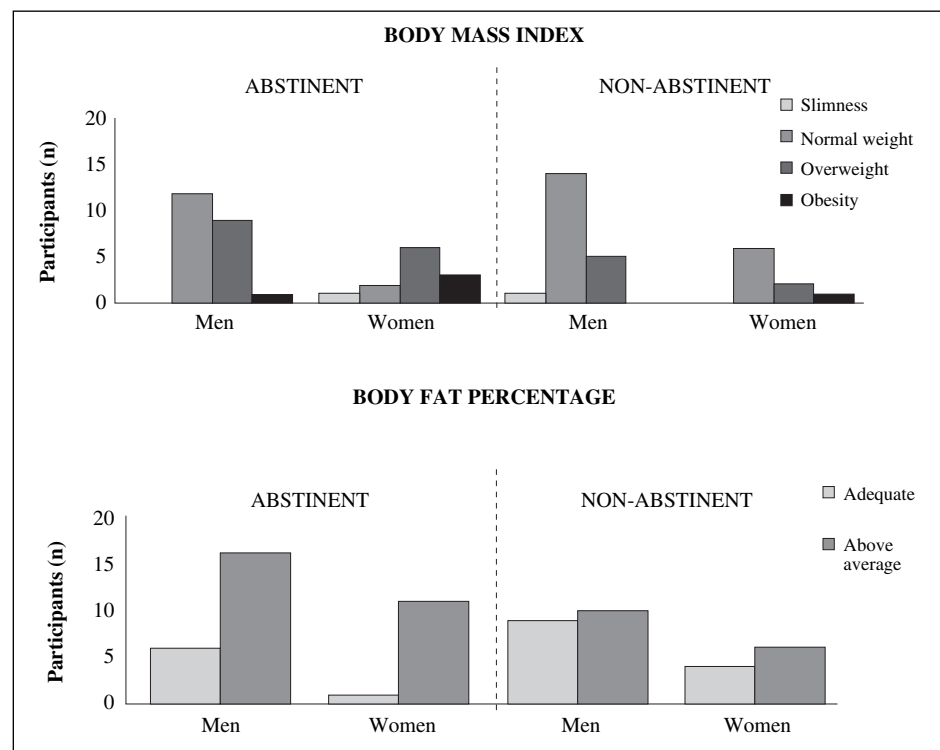 BODY MASS INDEX
ABSTINENT
NON-ABSTINENT
Slimness
Normal weight
Overweight
Obesity
Participants (n)
20
15
10
5
0
Men
Women
Men
Women
BODY FAT PERCENTAGE
ABSTINENT
NON-ABSTINENT
Adequate
Above
average
Participants (n)
20
15
10
5
0
Men
Women
Men
Women